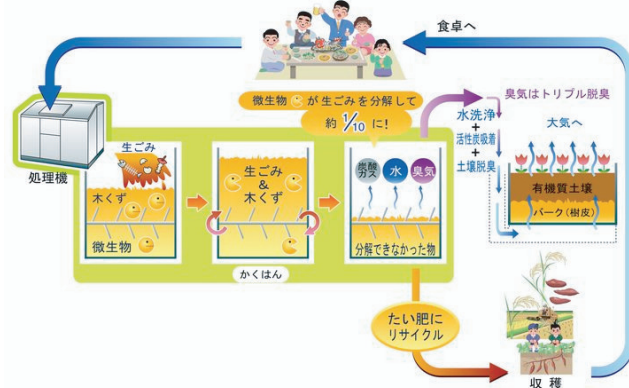 食卓へ
微生物が生ごみを分解して
約1/10に!
臭気はトリプル脱臭
水洗浄
+
活性炭吸着
+
土壌脱臭
大気へ
有機質土壌
バーク(樹皮)
処理機
生ごみ
木くず
微生物
生ごみ
&
木くず
炭酸
ガス
水
臭気
分解できなかった物
かくはん
たい肥に
リサイクル
収穫